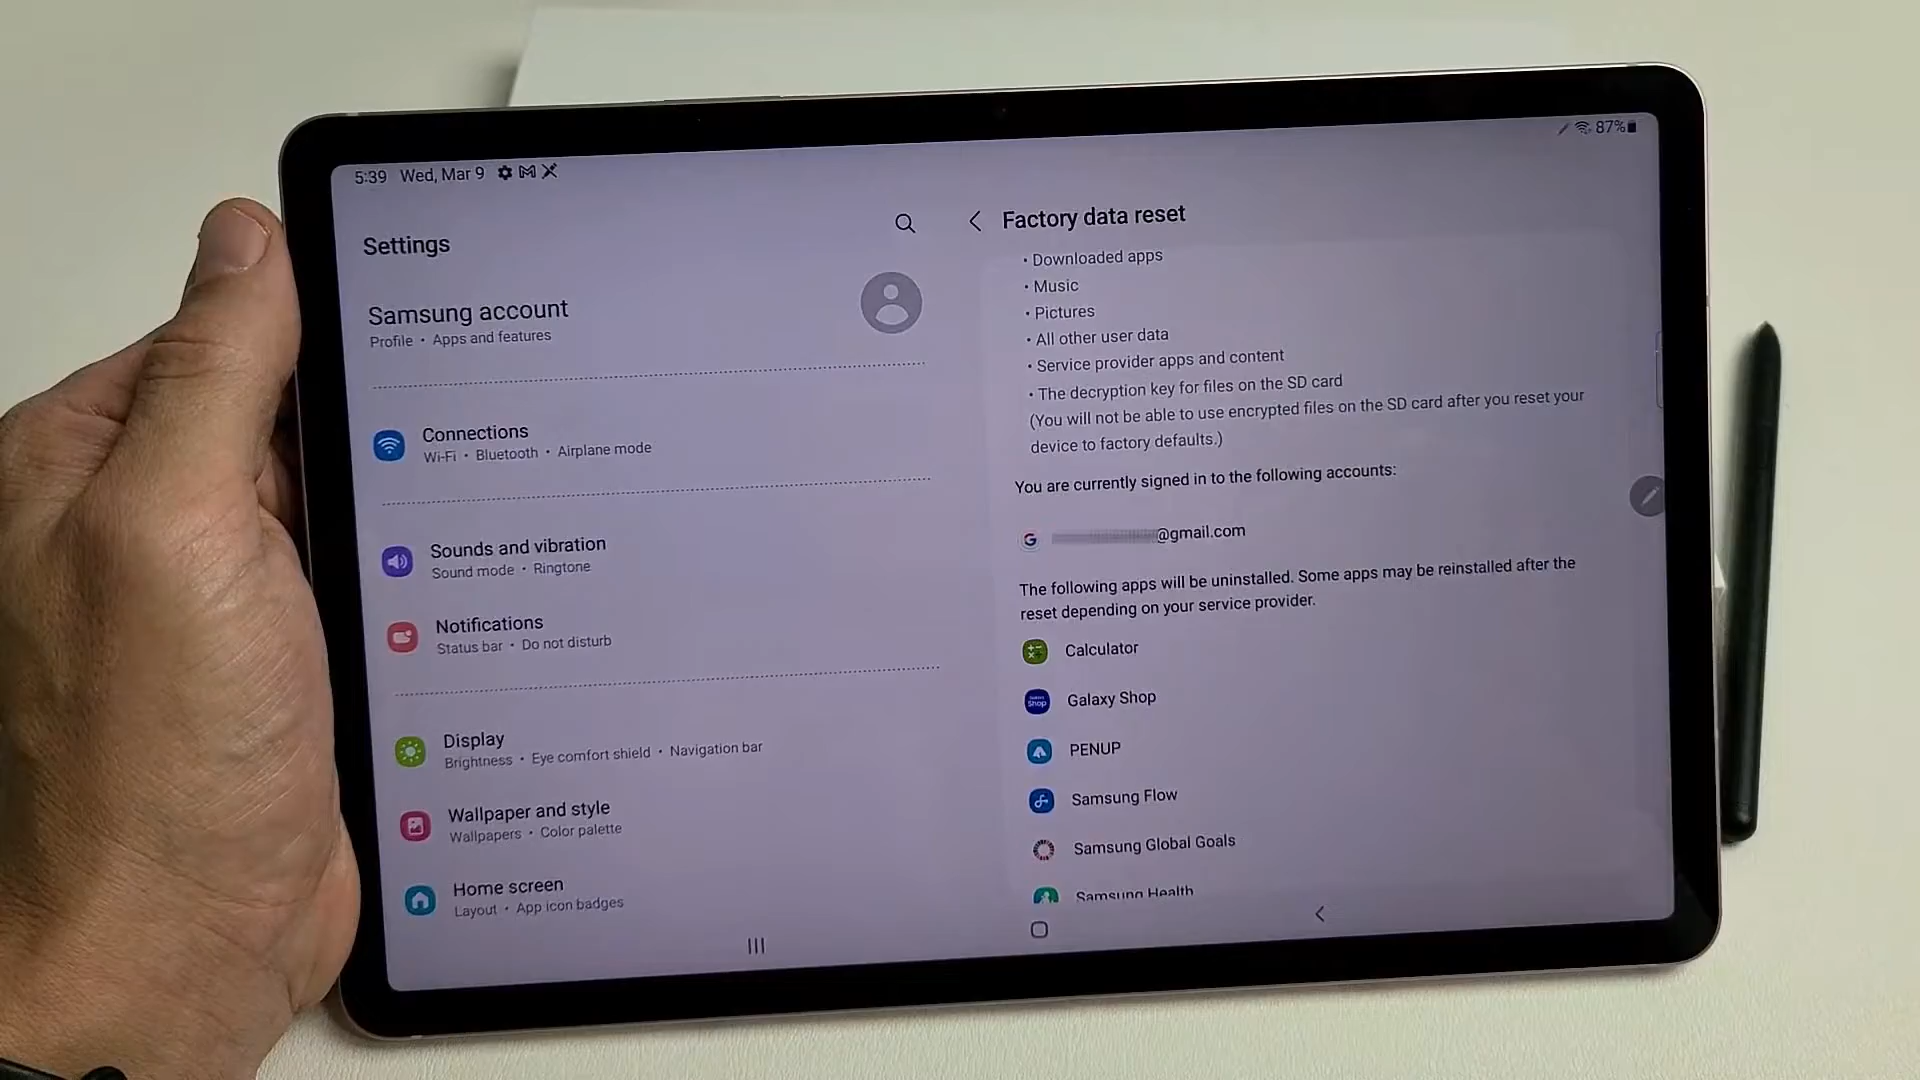 5:39 Wed, Mar 9
87%
Settings
Samsung account
Profile • Apps and features
Connections
Wi-Fi • Bluetooth • Airplane mode
Sounds and vibration
Sound mode • Ringtone
Notifications
Status bar • Do not disturb
Display
Brightness • Eye comfort shield • Navigation bar
Wallpaper and style
Wallpapers • Color palette
Home screen
Layout • App icon badges
Factory data reset
• Downloaded apps
• Music
• Pictures
• All other user data
• Service provider apps and content
• The decryption key for files on the SD card
(You will not be able to use encrypted files on the SD card after you reset your
device to factory defaults.)
You are currently signed in to the following accounts:
G
@gmail.com
The following apps will be uninstalled. Some apps may be reinstalled after the
reset depending on your service provider.
Calculator
Shop
Galaxy Shop
PENUP
Samsung Flow
Samsung Global Goals
Samsung Health